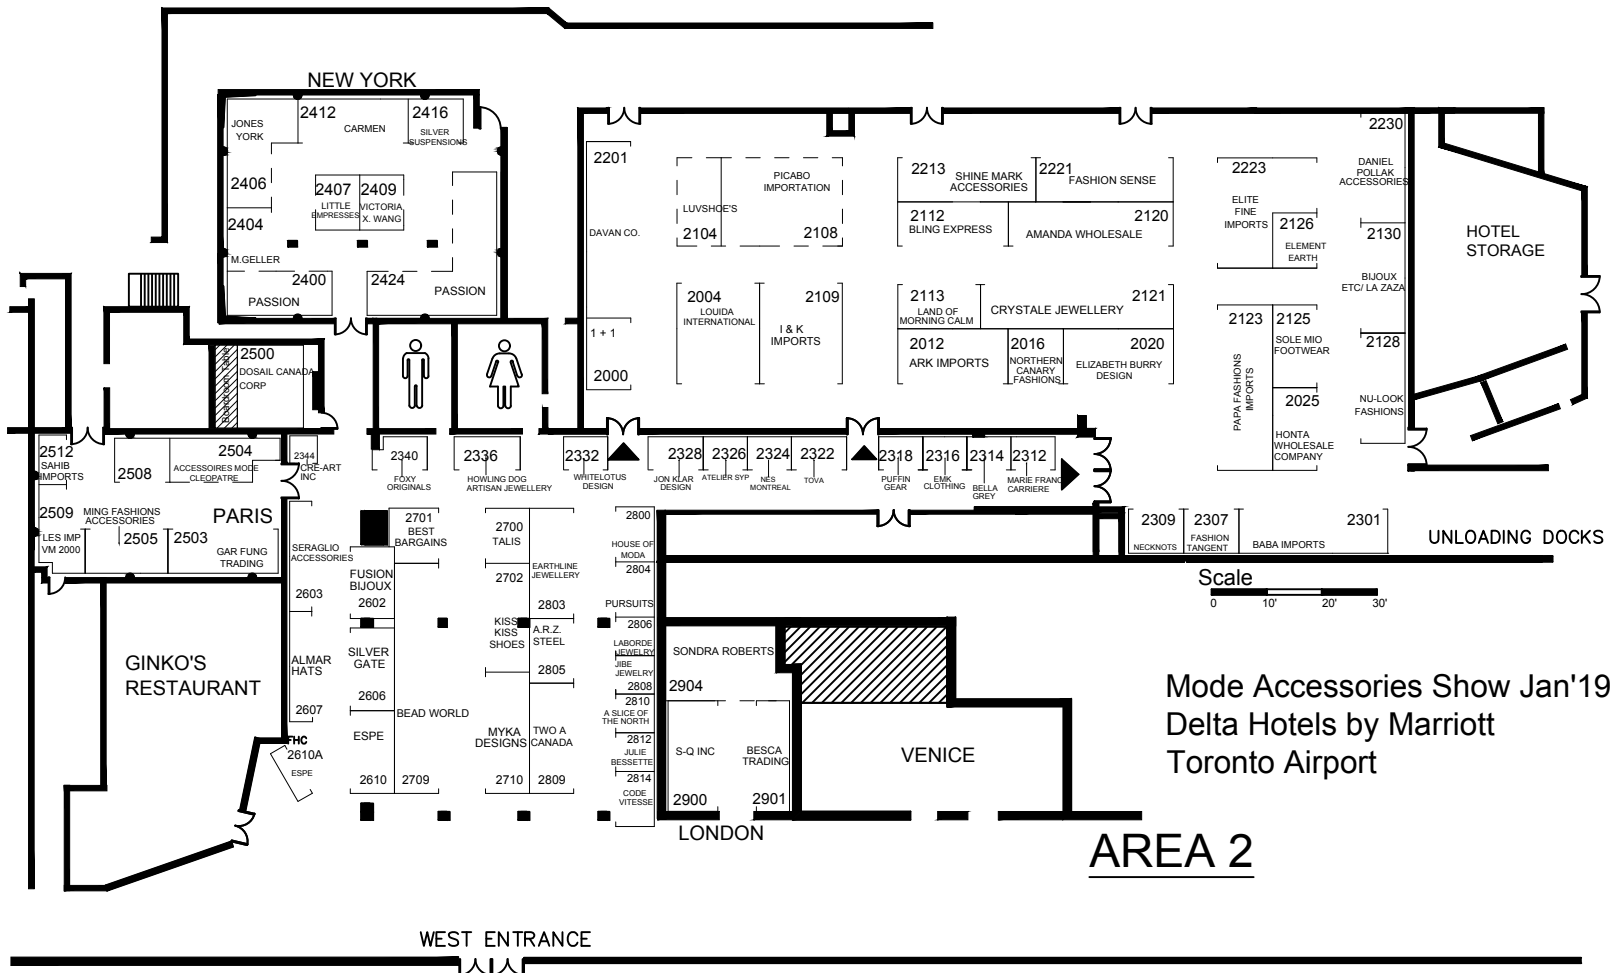 NEW YORK
JONES
YORK
2412
CARMEN
2416
SILVER
SUSPENSIONS
2406
2407
LITTLE
EMPRESSES
2409
VICTORIA
X. WANG
2404
M.GELLER
2400
PASSION
2424
PASSION
2201
DAVAN CO.
1 + 1
2000
LUVSHOE'S
2104
PICABO
IMPORTATION
2108
2213
SHINE MARK
ACCESSORIES
2221
FASHION SENSE
2112
BLING EXPRESS
2120
AMANDA WHOLESALE
2223
ELITE
FINE
IMPORTS
2126
ELEMENT
EARTH
2230
DANIEL
POLLAK
ACCESSORIES
2130
BIJOUX
ETC/ LA ZAZA
HOTEL
STORAGE
2004
LOUIDA
INTERNATIONAL
2109
I & K
IMPORTS
2113
LAND OF
MORNING CALM
2121
CRYSTALE JEWELLERY
2012
ARK IMPORTS
2016
NORTHERN
CANARY
FASHIONS
2020
ELIZABETH BURRY
DESIGN
2123
PAPA FASHIONS
IMPORTS
2125
SOLE MIO
FOOTWEAR
2025
HONTA
WHOLESALE
COMPANY
2128
NU-LOOK
FASHIONS
Boardroom Table
2500
DOSAIL CANADA
CORP
2512
SAHIB
IMPORTS
2508
2504
ACCESSOIRES MODE
CLEOPATRE
2509
LES IMP
VM 2000
MING FASHIONS
ACCESSORIES
2505
2503
GAR FUNG
TRADING
PARIS
2344
CRE-ART
INC
2340
FOXY
ORIGINALS
2336
HOWLING DOG
ARTISAN JEWELLERY
2332
WHITELOTUS
DESIGN
2328
JON KLAR
DESIGN
2326
ATELIER SYP
2324
NES
MONTREAL
2322
TOVA
2318
PUFFIN
GEAR
2316
EMK
CLOTHING
2314
BELLA
GREY
2312
MARIE FRANC
CARRIERE
2309
NECKNOTS
2307
FASHION
TANGENT
2301
BABA IMPORTS
UNLOADING DOCKS
Scale
0
10'
20'
30'
SERAGLIO
ACCESSORIES
2603
ALMAR
HATS
2607
FHC
2610A
ESPE
FUSION
BIJOUX
2602
SILVER
GATE
2606
ESPE
2610
2701
BEST
BARGAINS
BEAD WORLD
2709
2700
TALIS
2702
KISS
KISS
SHOES
MYKA
DESIGNS
2710
EARTHLINE
JEWELLERY
2803
A.R.Z.
STEEL
2805
TWO A
CANADA
2809
2800
HOUSE OF
MODA
2804
PURSUITS
2806
LABORDE
JEWELRY
JIBE
JEWELRY
2808
2810
A SLICE OF
THE NORTH
2812
JULIE
BESSETTE
2814
CODE
VITESSE
SONDRA ROBERTS
2904
S-Q INC
2900
BESCA
TRADING
2901
LONDON
VENICE
GINKO'S
RESTAURANT
Mode Accessories Show Jan'19
Delta Hotels by Marriott
Toronto Airport
AREA 2
WEST ENTRANCE